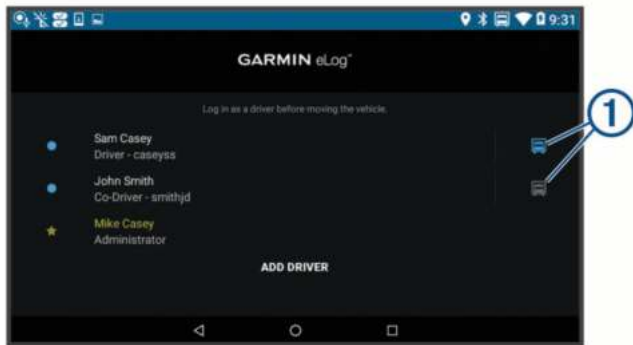 9:31
GARMIN eLog™
Log in as a driver before moving the vehicle.
Sam Casey
Driver - caseyss
John Smith
Co-Driver - smithjd
Mike Casey
Administrator
ADD DRIVER
1